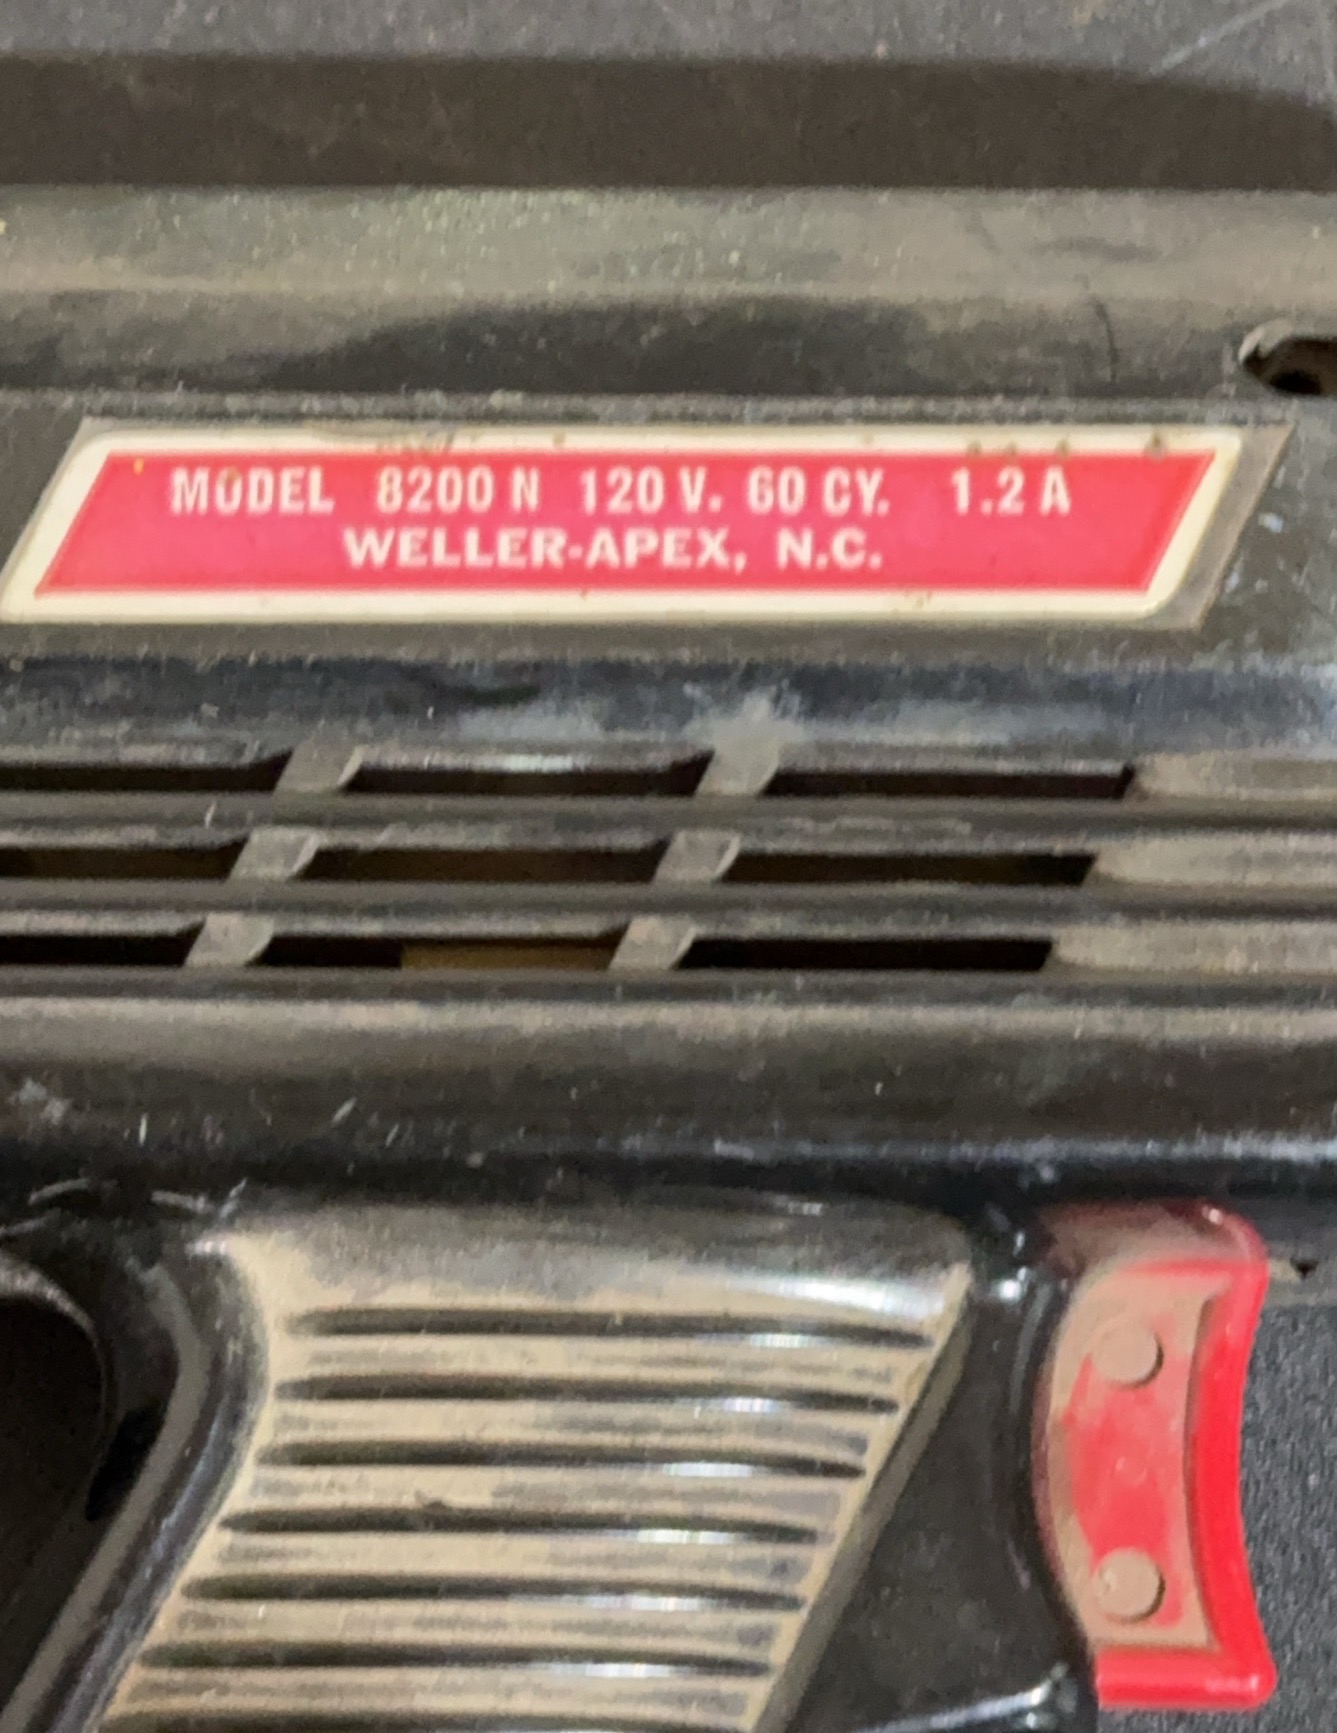 MODEL 8200 N 120 V. 60 CY. 1.2 A
WELLER-APEX, N.C.